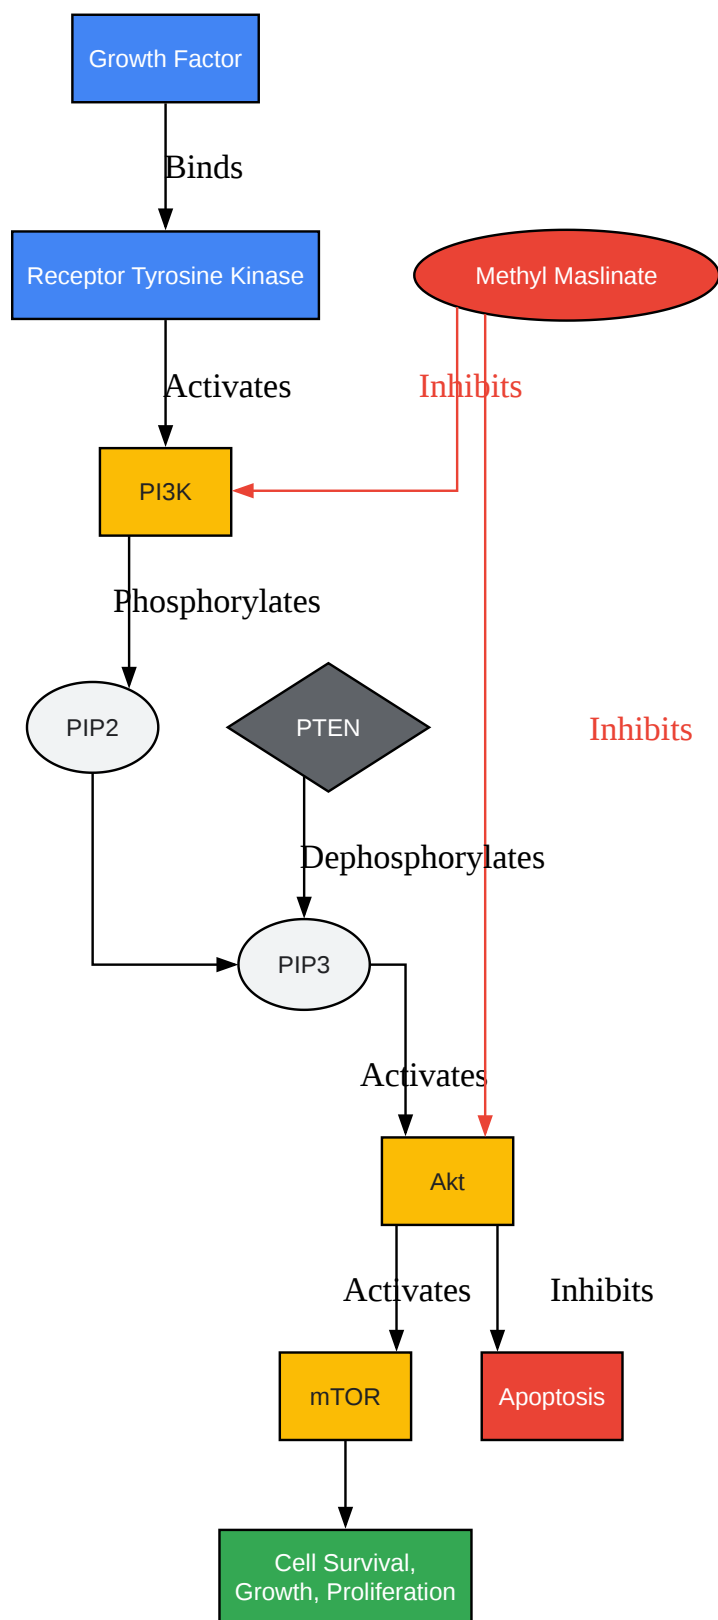 Growth Factor
Binds
Receptor Tyrosine Kinase
Methyl Maslinate
Activates
Inhibits
PI3K
Phosphorylates
PIP2
PTEN
Inhibits
Dephosphorylates
PIP3
Activates
Akt
Activates
Inhibits
mTOR
Apoptosis
Cell Survival,
Growth, Proliferation